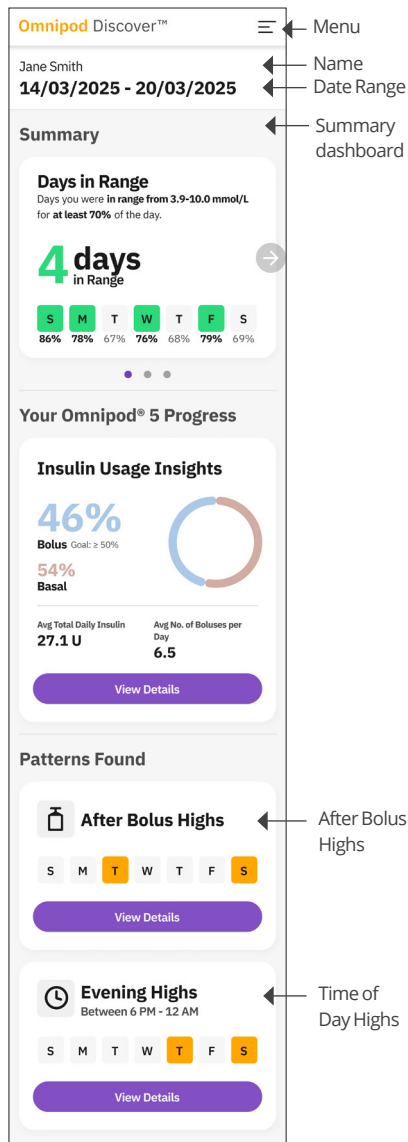 Omnipod Discover™
Menu
Jane Smith
Name
14/03/2025 - 20/03/2025
Date Range
Summary
Summary
dashboard
Days in Range
Days you were in range from 3.9-10.0 mmol/L
for at least 70% of the day.
4 days
in Range
S M T W T F S
86% 78% 67% 76% 68% 79% 69%
Your Omnipod® 5 Progress
Insulin Usage Insights
46%
Bolus Goal: ≥ 50%
54%
Basal
Avg Total Daily Insulin
27.1 U
Avg No. of Boluses per
Day
6.5
View Details
Patterns Found
After Bolus Highs
After Bolus
Highs
S M T W T F S
View Details
Evening Highs
Between 6 PM - 12 AM
Time of
Day Highs
S M T W T F S
View Details